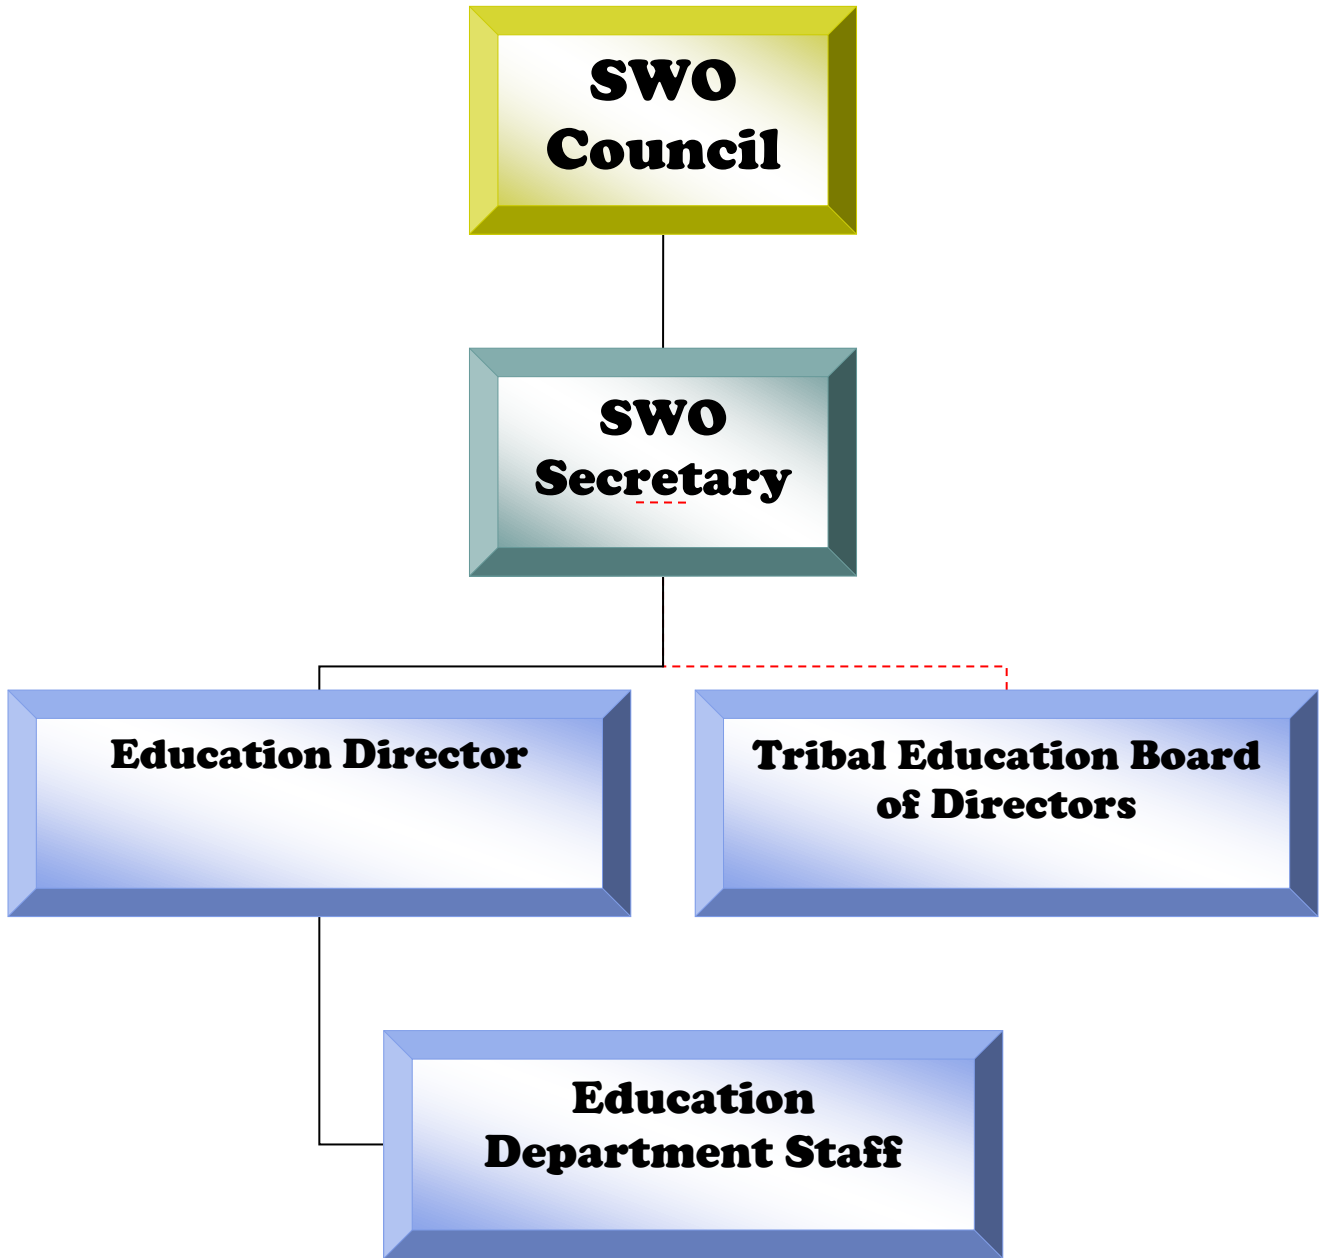 SWO
Council
SWO
Secretary
Education Director
Tribal Education Board
of Directors
Education
Department Staff